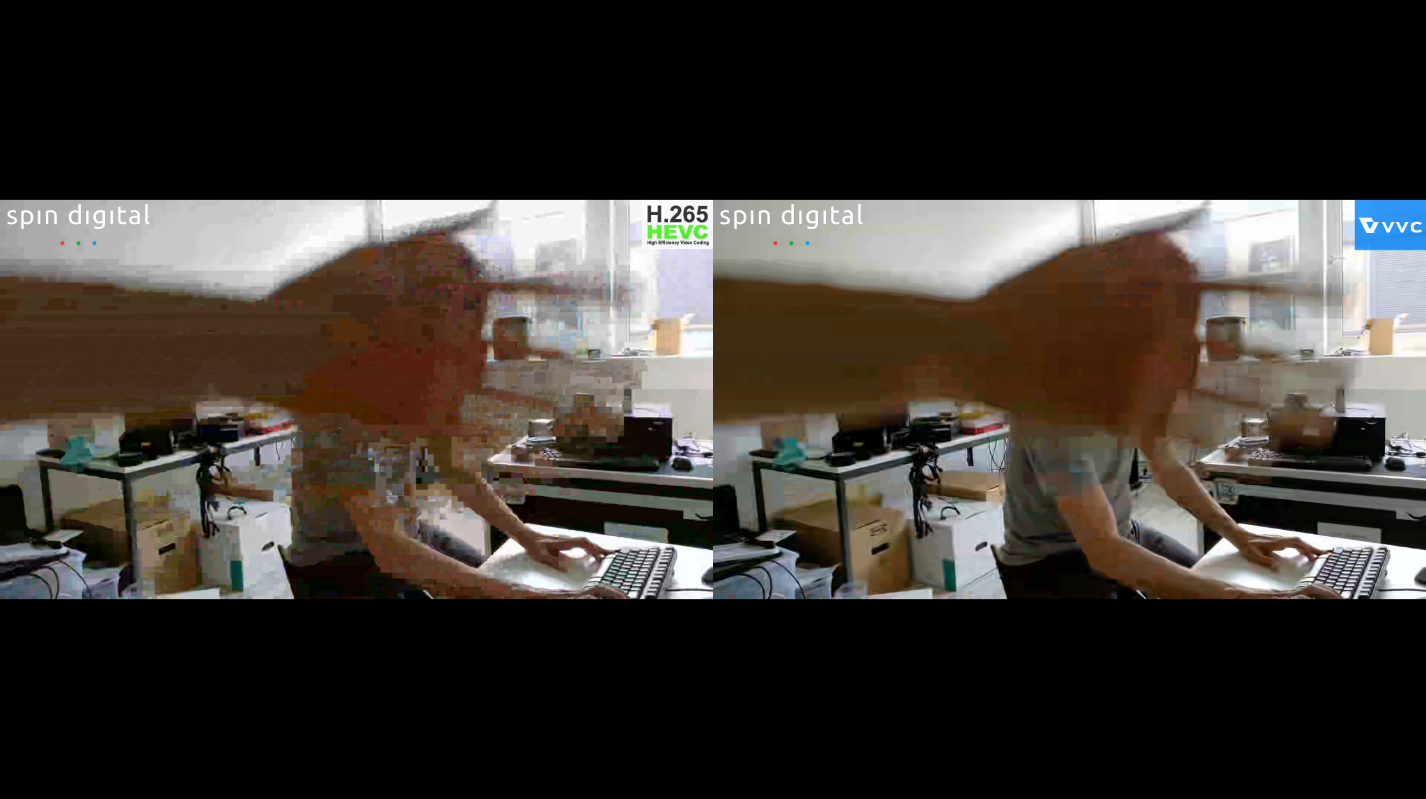 spin digital
H.265
HEVC
High Efficiency Video Coding
spin digital
VVC